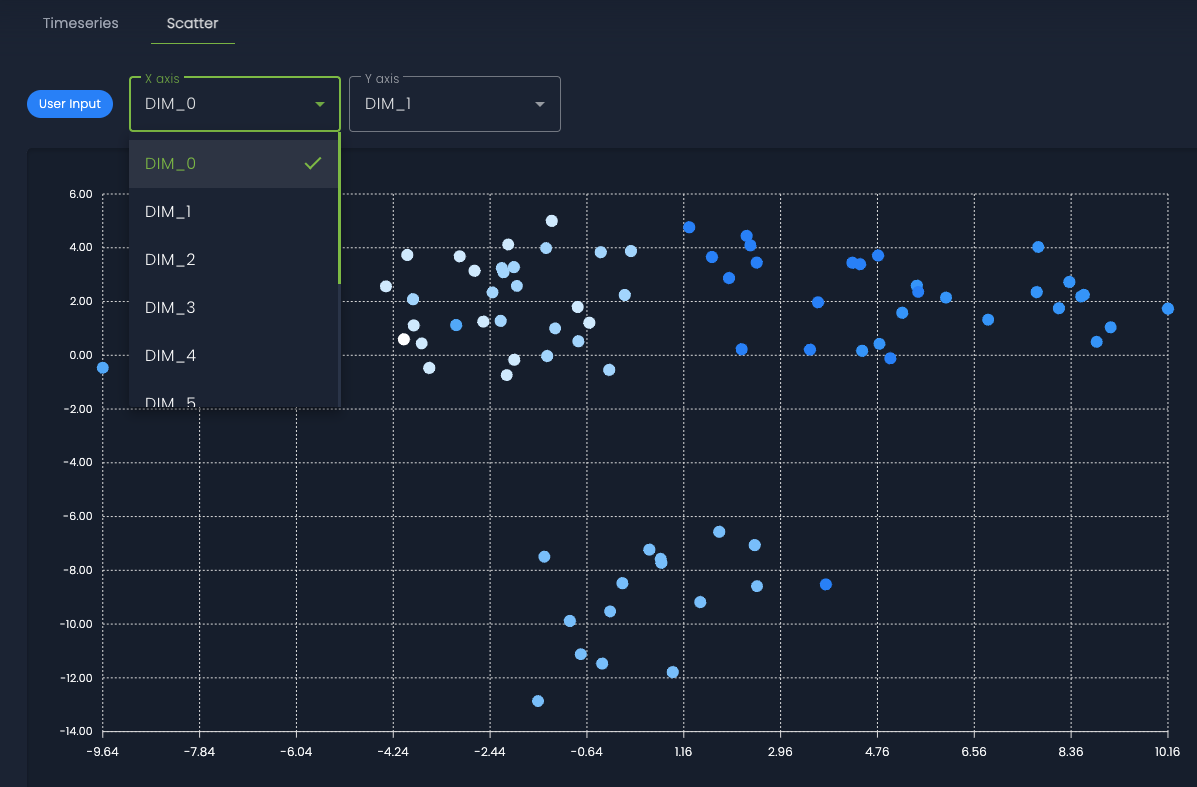 Timeseries Scatter
X axis Y axis
User Input DIM_0 DIM_1
DIM_0
DIM_1
DIM_2
DIM_3
DIM_4
DIM_5
6.00
4.00
2.00
0.00
-2.00
-4.00
-6.00
-8.00
-10.00
-12.00
-14.00
-9.64 -7.84 -6.04 -4.24 -2.44 -0.64 1.16 2.96 4.76 6.56 8.36 10.16